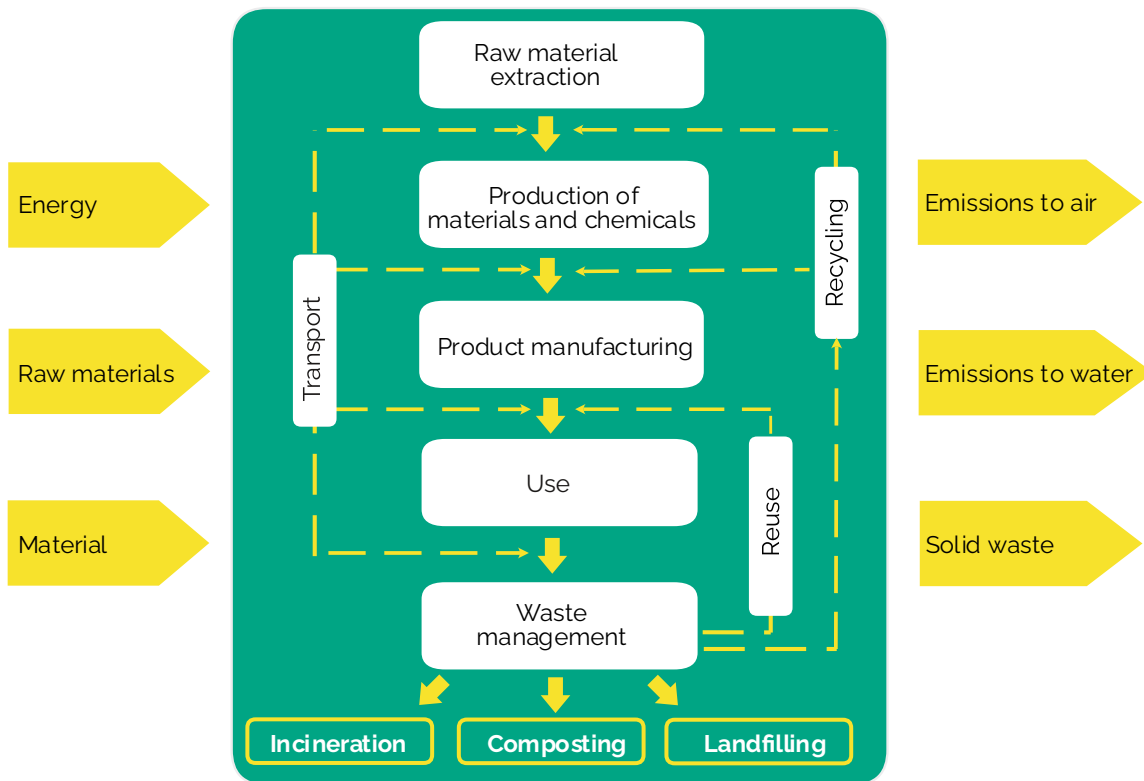 Raw material
extraction
Energy
Production of
materials and chemicals
Recycling
Emissions to air
Transport
Raw materials
Product manufacturing
Emissions to water
Use
Reuse
Material
Solid waste
Waste
management
Incineration
Composting
Landfilling